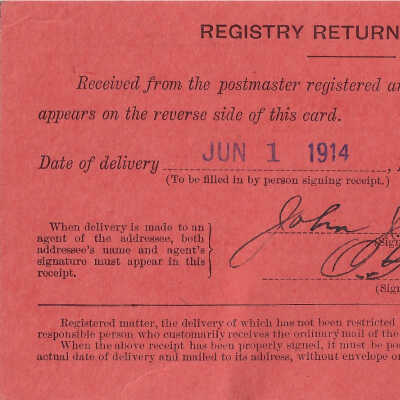 REGISTRY RETURN
Received from the postmaster registered
appears on the reverse side of this card.
Date of delivery JUN 1 1914,
(To be filled in by person signing receipt.)
When delivery is made to an
agent of the addressee, both
addressee's name and agent's
signature must appear in this
receipt.
John
(Sign
(Sign
Registered matter, the delivery of which has not been restricted
responsible person who customarily receives the ordinary mail of the
When the above receipt has been properly signed, it must be pos
actual date of delivery and mailed to its address, without envelope o